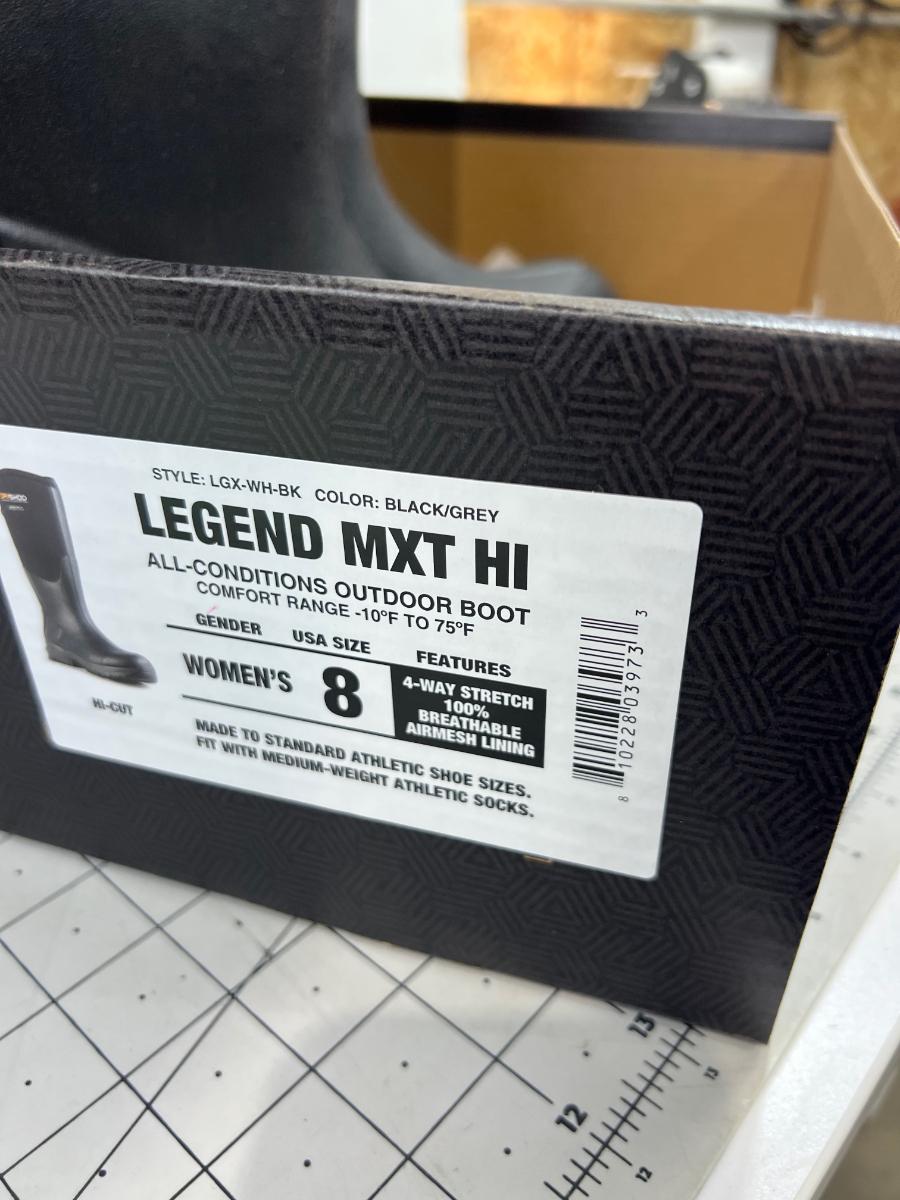 STYLE: LGX-WH-BK COLOR: BLACK/GREY
LEGEND MXT HI
ALL-CONDITIONS OUTDOOR BOOT
COMFORT RANGE -10°F TO 75°F
GENDER USA SIZE FEATURES
WOMEN'S 8
4-WAY STRETCH
100%
BREATHABLE
AIRMESH LINING
MADE TO STANDARD ATHLETIC SHOE SIZES.
FIT WITH MEDIUM-WEIGHT ATHLETIC SOCKS.
HI-CUT
8 10228 03973 3
13
13
12
12